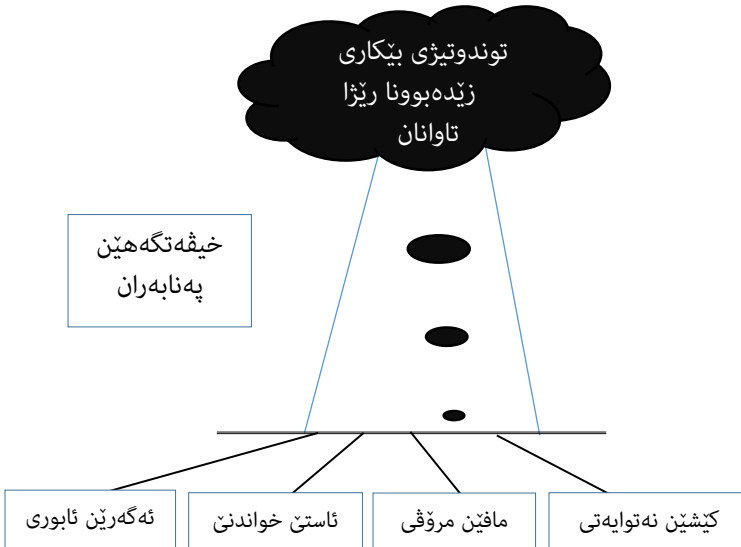 توندوتیژی بێکاری
زێدەبوونا رێژا
تاوانان
خیڤەتگەهێن
پەنابەران
کێشێن نەتوایەتی
مافێن مرۆڤی
ئاستێ خواندنێ
ئەگەرێن ئابوری